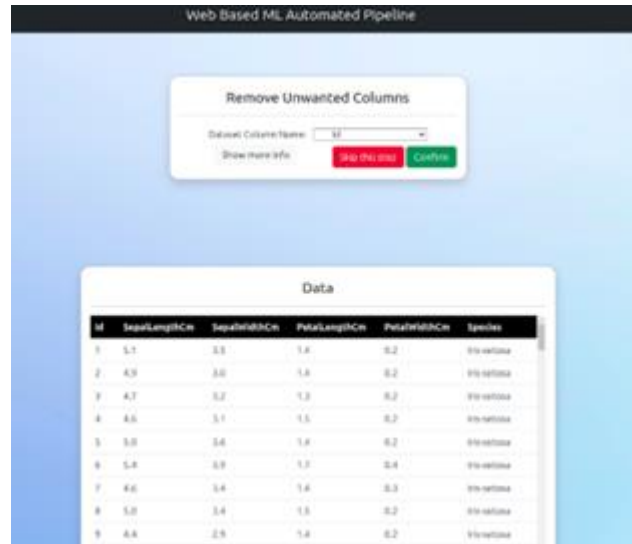 Web Based ML Automated Pipeline
Remove Unwanted Columns
Dataset Column Name: Id
Show more info Skip this step Confirm
Data
Id SepalLengthCm SepalWidthCm PetalLengthCm PetalWidthCm Species
1 5.1 3.5 1.4 0.2 Iris-setosa
2 4.9 3.0 1.4 0.2 Iris-setosa
3 4.7 3.2 1.3 0.2 Iris-setosa
4 4.6 3.1 1.5 0.2 Iris-setosa
5 5.0 3.6 1.4 0.2 Iris-setosa
6 5.4 3.9 1.7 0.4 Iris-setosa
7 4.6 3.4 1.4 0.3 Iris-setosa
8 5.0 3.4 1.5 0.2 Iris-setosa
9 4.4 2.9 1.4 0.2 Iris-setosa